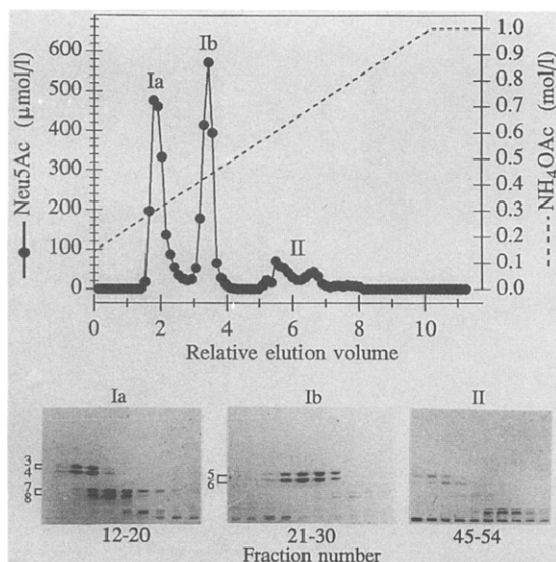 Neu5Ac (μmol/l)
600
500
400
300
200
100
0
Ia
Ib
II
1.0
0.9
0.8
0.7
0.6
0.5
0.4
0.3
0.2
0.1
0.0
NH4OAc (mol/l)
0 2 4 6 8 10
Relative elution volume
Ia
Ib
II
3
4
7
8
5
6
12-20
21-30
45-54
Fraction number